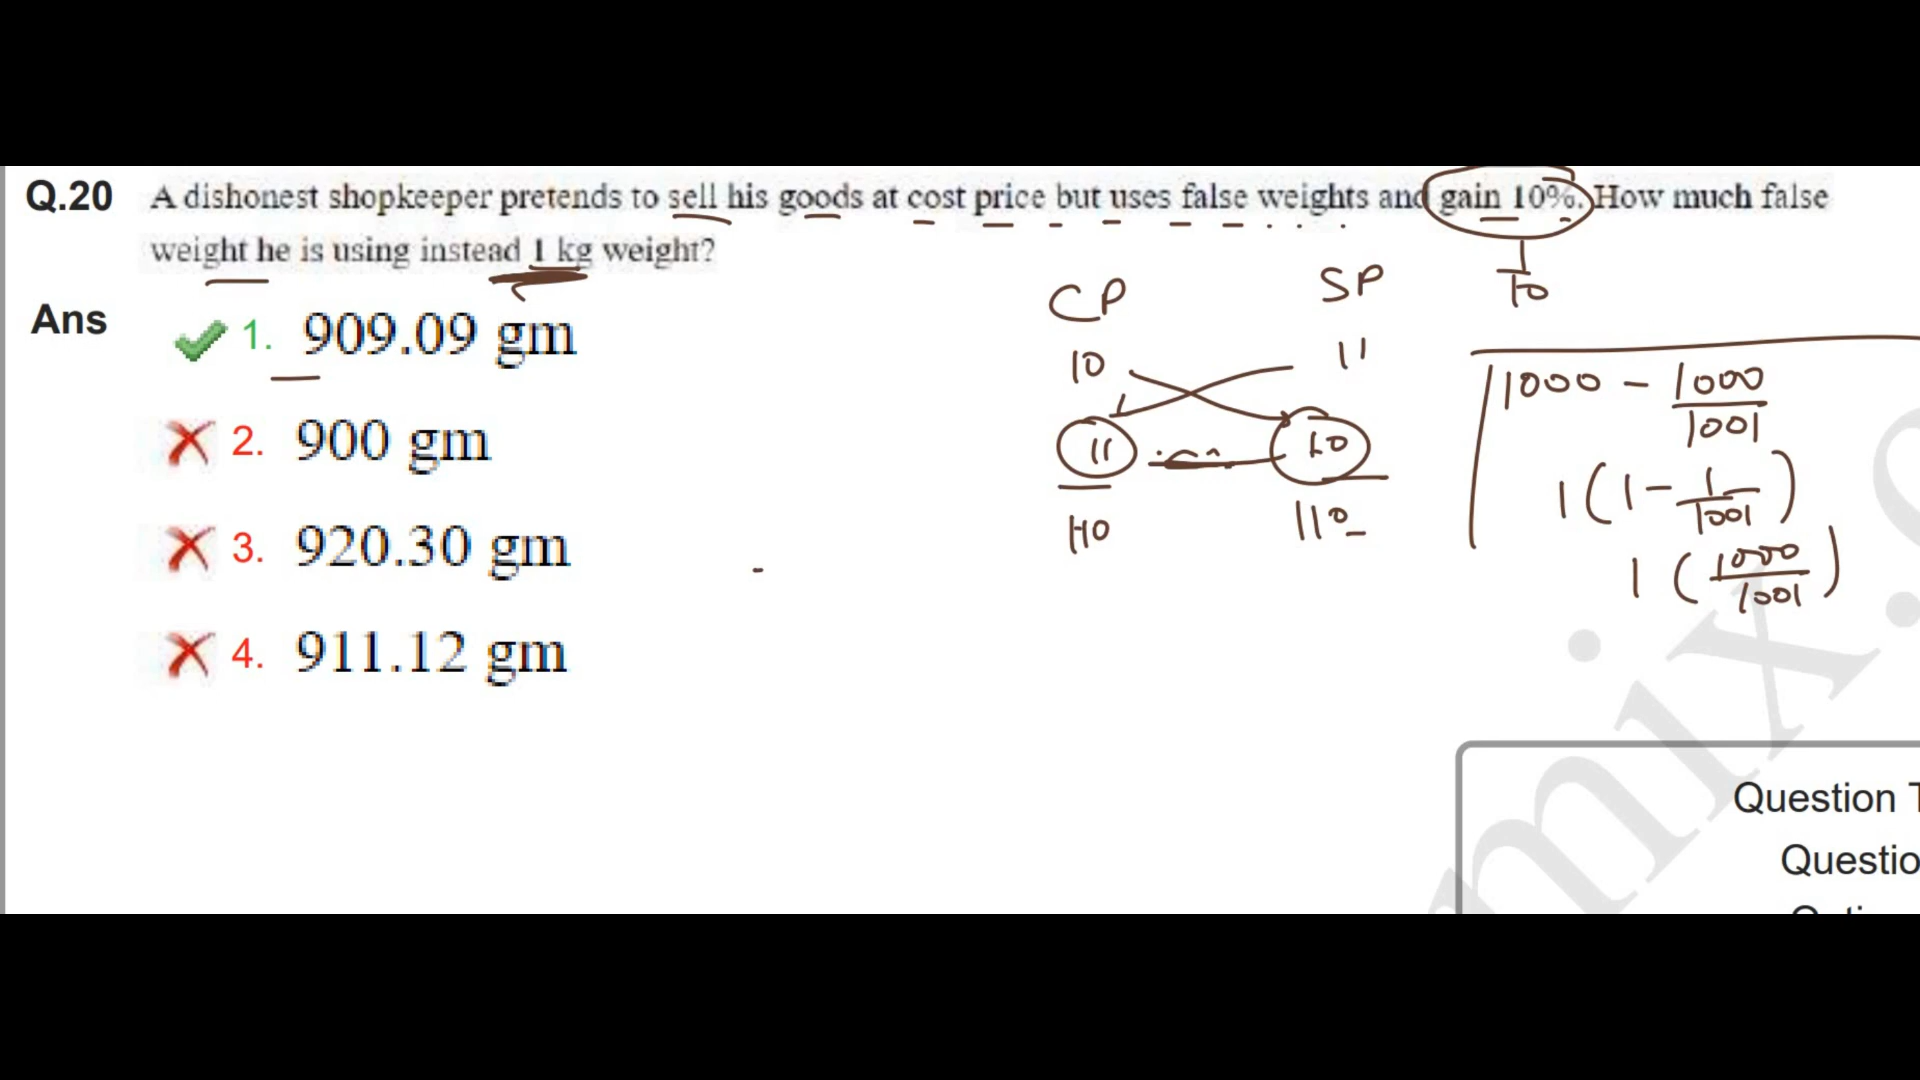 Q.20 A dishonest shopkeeper pretends to sell his goods at cost price but uses false weights and gain 10%. How much false
weight he is using instead 1 kg weight?
Ans
1. 909.09 gm
2. 900 gm
3. 920.30 gm
4. 911.12 gm
CP SP
10 11
11 10
110 110
1/10
1000 - 1000/1001
1(1 - 1/1001)
1(1000/1001)
mix.
Question T
Questio